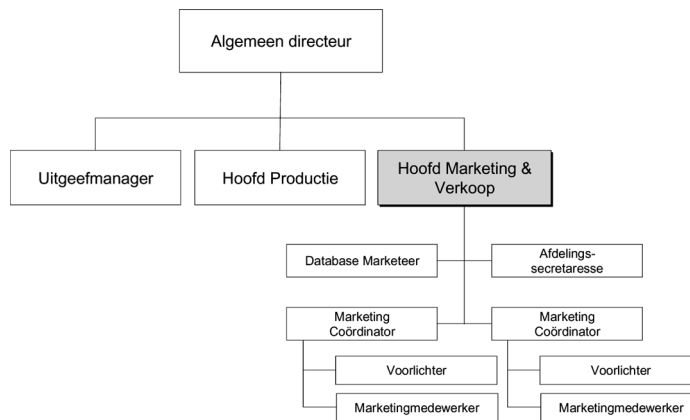 Algemeen directeur
Uitgeefmanager
Hoofd Productie
Hoofd Marketing &
Verkoop
Database Marketeer
Afdelings-
secretaresse
Marketing
Coördinator
Marketing
Coördinator
Voorlichter
Voorlichter
Marketingmedewerker
Marketingmedewerker